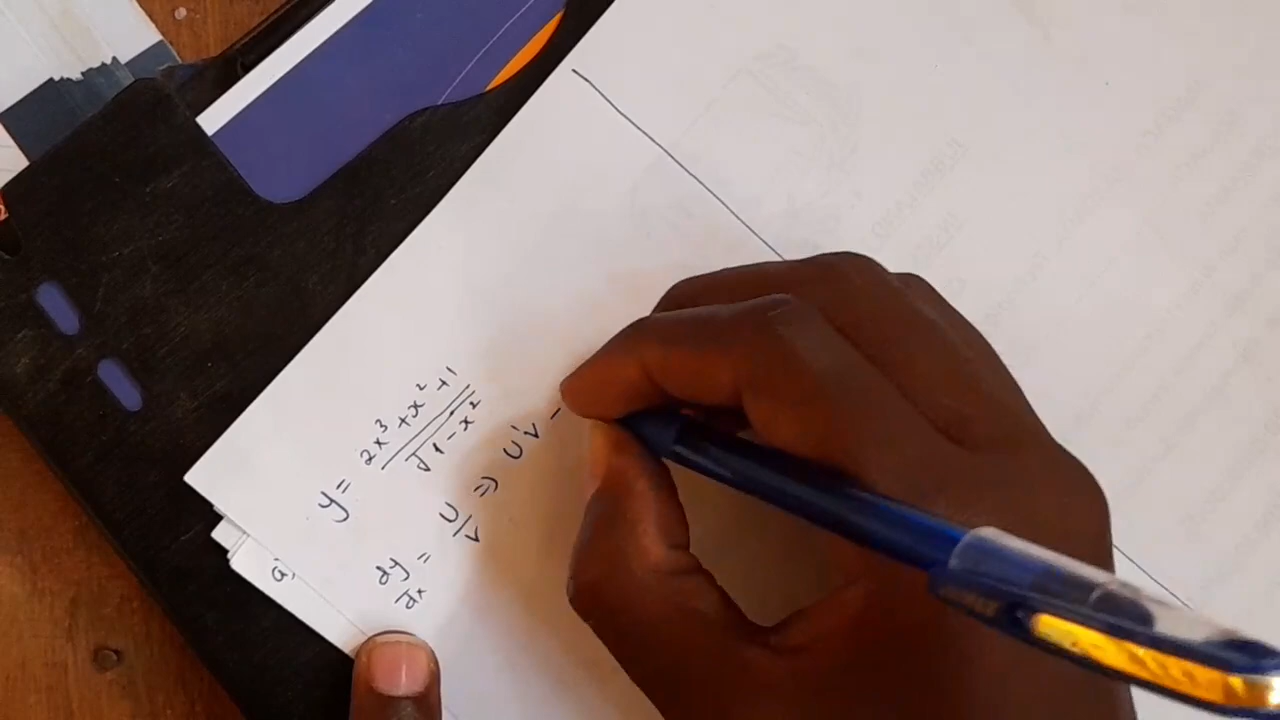 a)
y = 2x³ + x² + 1 / √1 - x²
dy/dx = U/V ⇒ U'V -